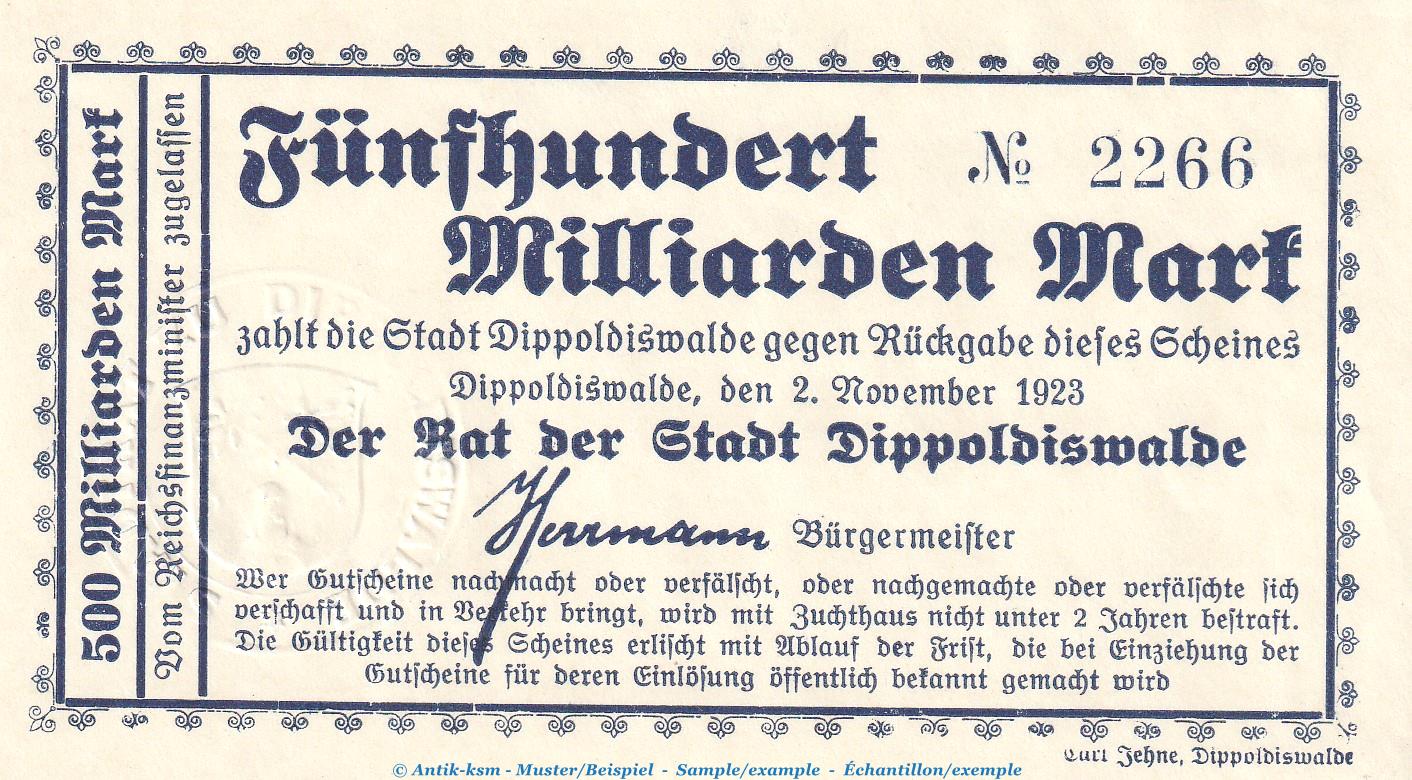 500 Milliarden Mark
Vom Reichsfinanzminister zugelassen
Fünfhundert
№ 2266
Milliarden Mark
zahlt die Stadt Dippoldiswalde gegen Rückgabe dieses Scheines
Dippoldiswalde, den 2. November 1923
Der Rat der Stadt Dippoldiswalde
Herrmann Bürgermeister
Wer Gutscheine nachmacht oder verfälscht, oder nachgemachte oder verfälschte sich
verschafft und in Verkehr bringt, wird mit Zuchthaus nicht unter 2 Jahren bestraft.
Die Gültigkeit dieses Scheines erlischt mit Ablauf der Frist, die bei Einziehung der
Gutscheine für deren Einlösung öffentlich bekannt gemacht wird
Curt Jehne, Dippoldiswalde
© Antik-ksm - Muster/Beispiel - Sample/example - Échantillon/exemple